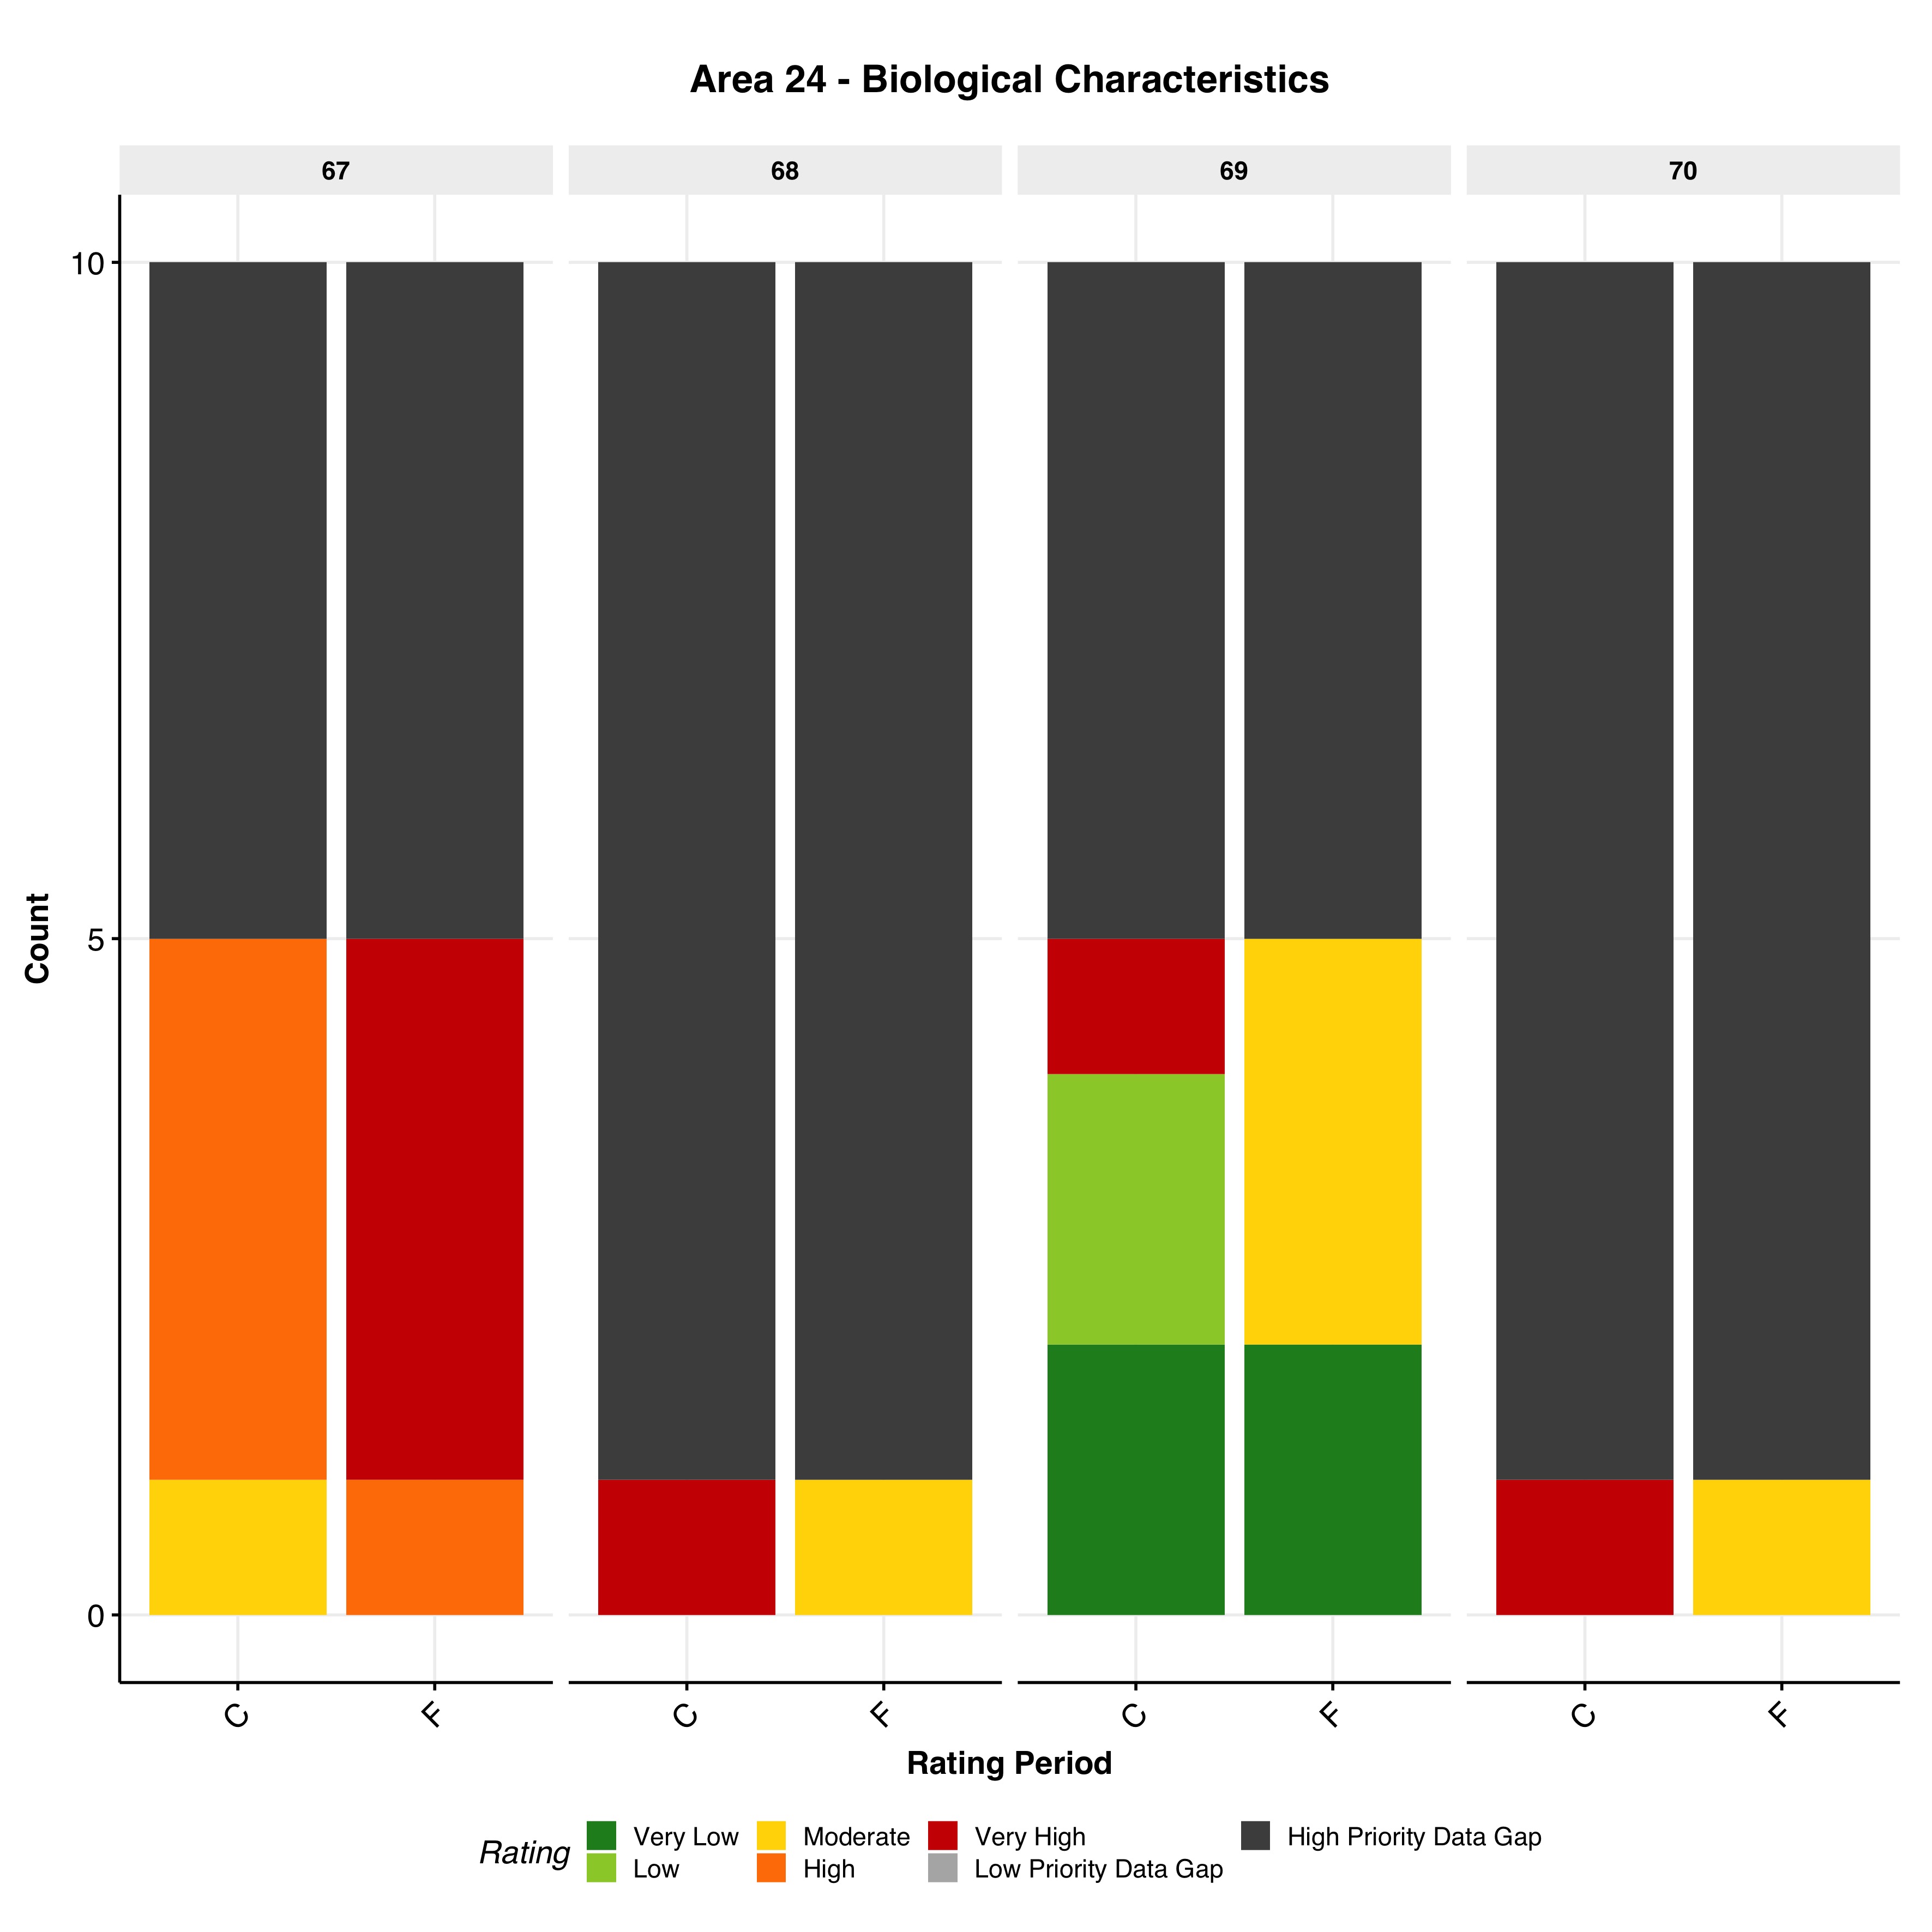 Area 24 - Biological Characteristics
67 68 69 70
10
5
0
Count
C F C F C F C F
Rating Period
Rating
Very Low Moderate Very High High Priority Data Gap
Low High Low Priority Data Gap